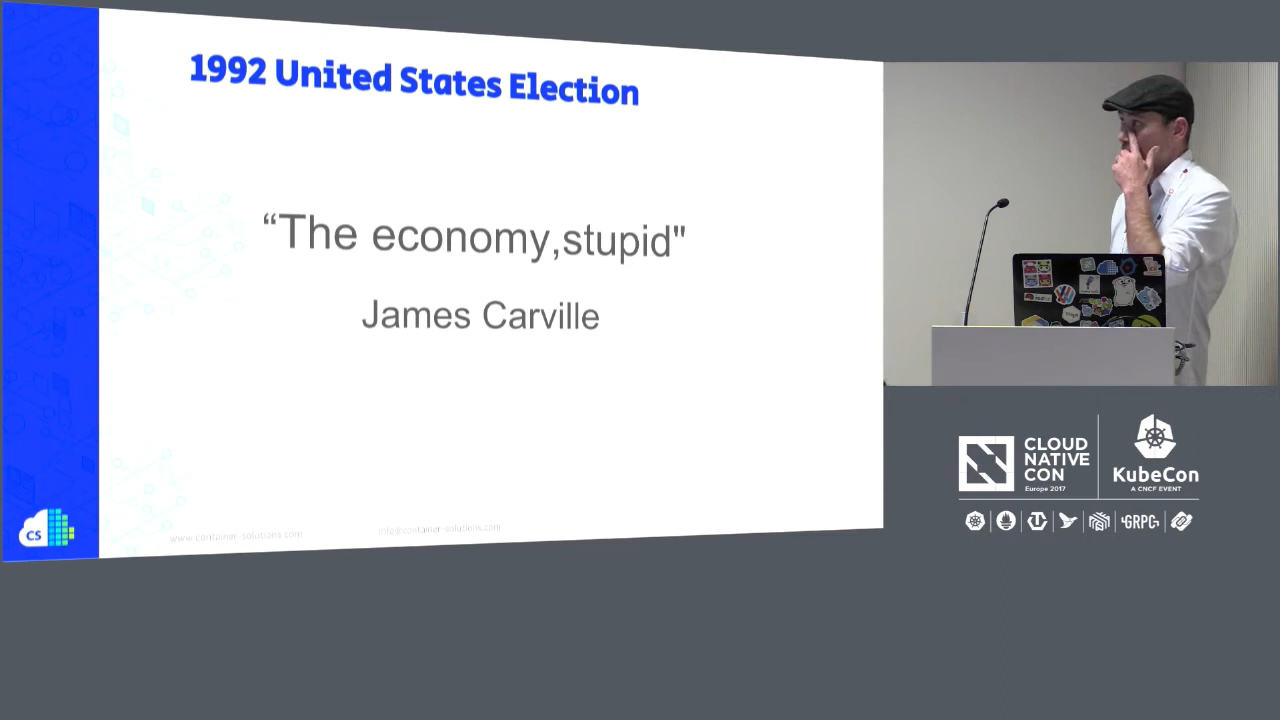 1992 United States Election
“The economy,stupid"
James Carville
CS
www.container-solutions.com
info@container-solutions.com
CLOUD
NATIVE
CON
Europe 2017
KubeCon
A CNCF EVENT
GRPC